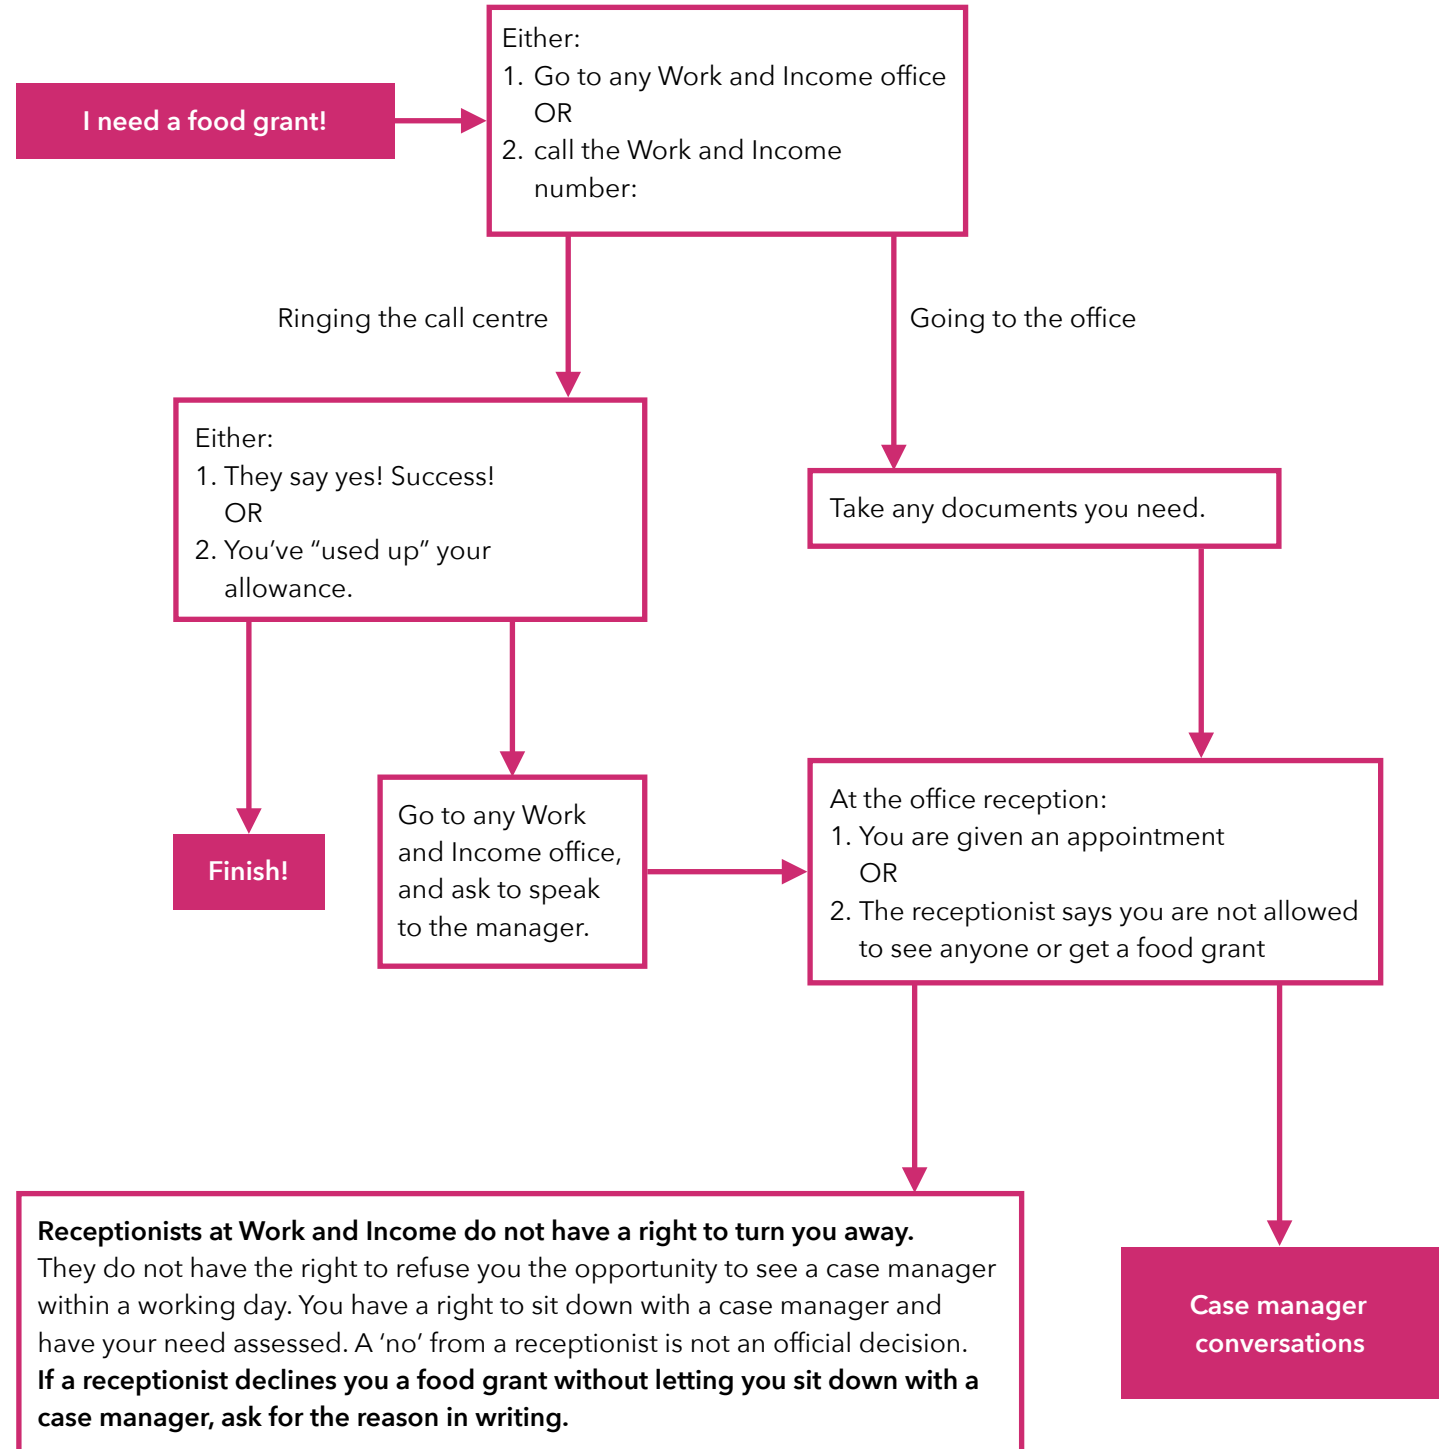 I need a food grant!
Either:
1. Go to any Work and Income office
OR
2. call the Work and Income
number:
Ringing the call centre
Going to the office
Either:
1. They say yes! Success!
OR
2. You’ve “used up” your
allowance.
Take any documents you need.
Finish!
Go to any Work
and Income office,
and ask to speak
to the manager.
At the office reception:
1. You are given an appointment
OR
2. The receptionist says you are not allowed
to see anyone or get a food grant
Receptionists at Work and Income do not have a right to turn you away.
They do not have the right to refuse you the opportunity to see a case manager
within a working day. You have a right to sit down with a case manager and
have your need assessed. A ‘no’ from a receptionist is not an official decision.
If a receptionist declines you a food grant without letting you sit down with a
case manager, ask for the reason in writing.
Case manager
conversations